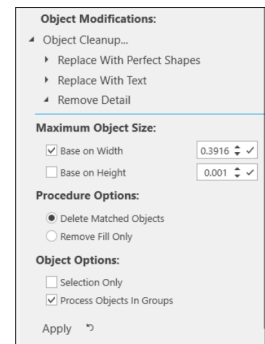 Object Modifications:
Object Cleanup...
Replace With Perfect Shapes
Replace With Text
Remove Detail
Maximum Object Size:
Base on Width 0.3916
Base on Height 0.001
Procedure Options:
Delete Matched Objects
Remove Fill Only
Object Options:
Selection Only
Process Objects In Groups
Apply